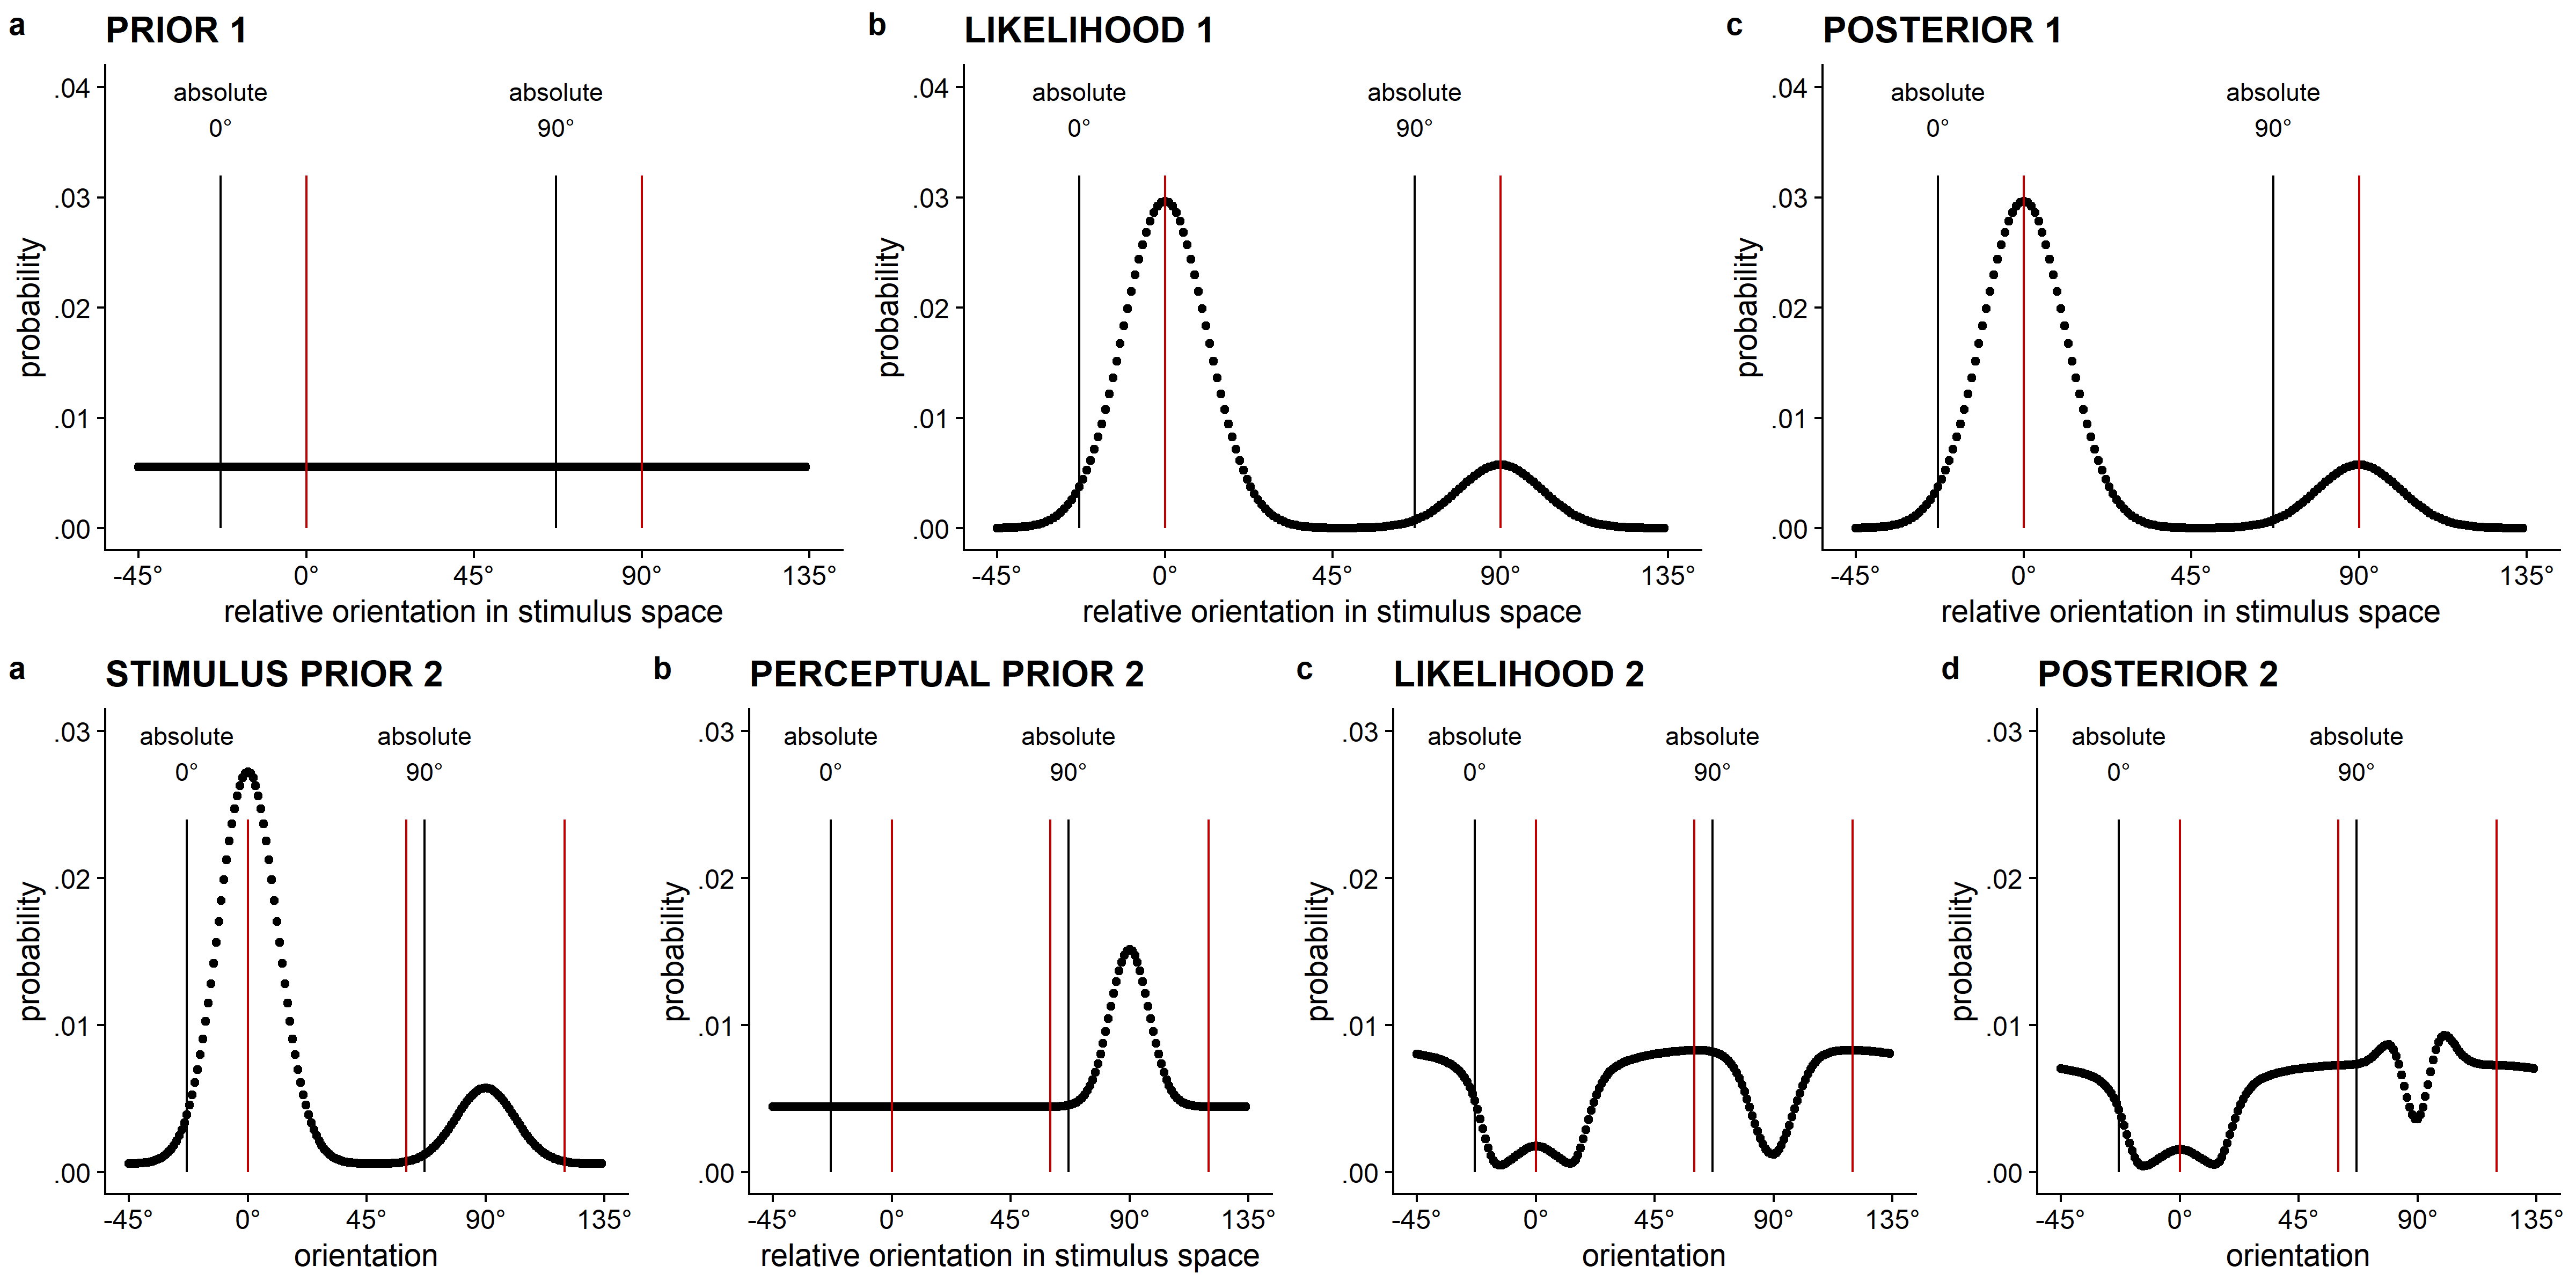 a PRIOR 1
.04
.03
.02
.01
.00
probability
absolute
0°
absolute
90°
-45° 0° 45° 90° 135°
relative orientation in stimulus space
b LIKELIHOOD 1
.04
.03
.02
.01
.00
probability
absolute
0°
absolute
90°
-45° 0° 45° 90° 135°
relative orientation in stimulus space
c POSTERIOR 1
.04
.03
.02
.01
.00
probability
absolute
0°
absolute
90°
-45° 0° 45° 90° 135°
relative orientation in stimulus space
a STIMULUS PRIOR 2
.03
.02
.01
.00
probability
absolute
0°
absolute
90°
-45° 0° 45° 90° 135°
orientation
b PERCEPTUAL PRIOR 2
.03
.02
.01
.00
probability
absolute
0°
absolute
90°
-45° 0° 45° 90° 135°
relative orientation in stimulus space
c LIKELIHOOD 2
.03
.02
.01
.00
probability
absolute
0°
absolute
90°
-45° 0° 45° 90° 135°
orientation
d POSTERIOR 2
.03
.02
.01
.00
probability
absolute
0°
absolute
90°
-45° 0° 45° 90° 135°
orientation